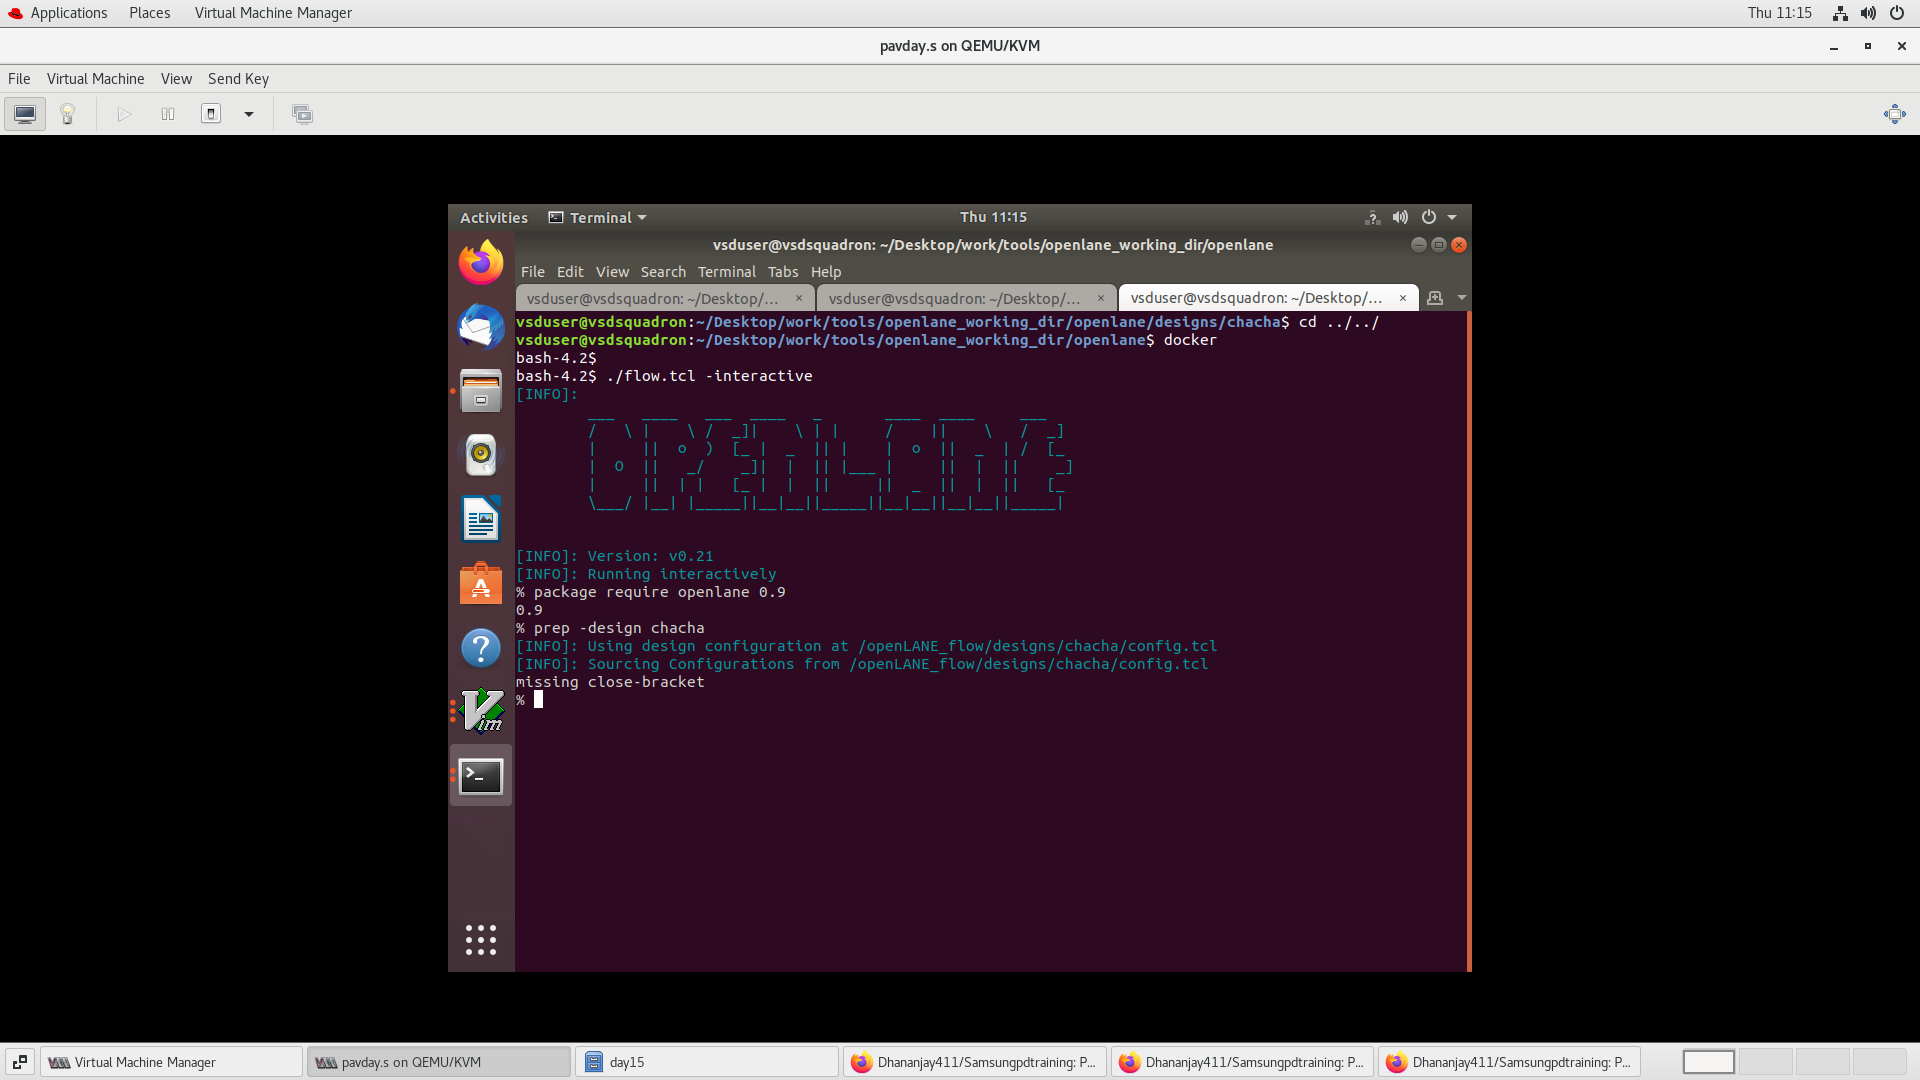 Applications Places Virtual Machine Manager Thu 11:15
pavday.s on QEMU/KVM
File Virtual Machine View Send Key
Activities Terminal Thu 11:15
vsduser@vsdsquadron: ~/Desktop/work/tools/openlane_working_dir/openlane
File Edit View Search Terminal Tabs Help
vsduser@vsdsquadron: ~/Desktop/... × vsduser@vsdsquadron: ~/Desktop/... × vsduser@vsdsquadron: ~/Desktop/... ×
vsduser@vsdsquadron:~/Desktop/work/tools/openlane_working_dir/openlane/designs/chacha$ cd ../../
vsduser@vsdsquadron:~/Desktop/work/tools/openlane_working_dir/openlane$ docker
bash-4.2$
bash-4.2$ ./flow.tcl -interactive
[INFO]:
OPENLANE
[INFO]: Version: v0.21
[INFO]: Running interactively
% package require openlane 0.9
0.9
% prep -design chacha
[INFO]: Using design configuration at /openLANE_flow/designs/chacha/config.tcl
[INFO]: Sourcing Configurations from /openLANE_flow/designs/chacha/config.tcl
missing close-bracket
%
Virtual Machine Manager pavday.s on QEMU/KVM day15 Dhananjay411/Samsungpdtraining: P... Dhananjay411/Samsungpdtraining: P... Dhananjay411/Samsungpdtraining: P...